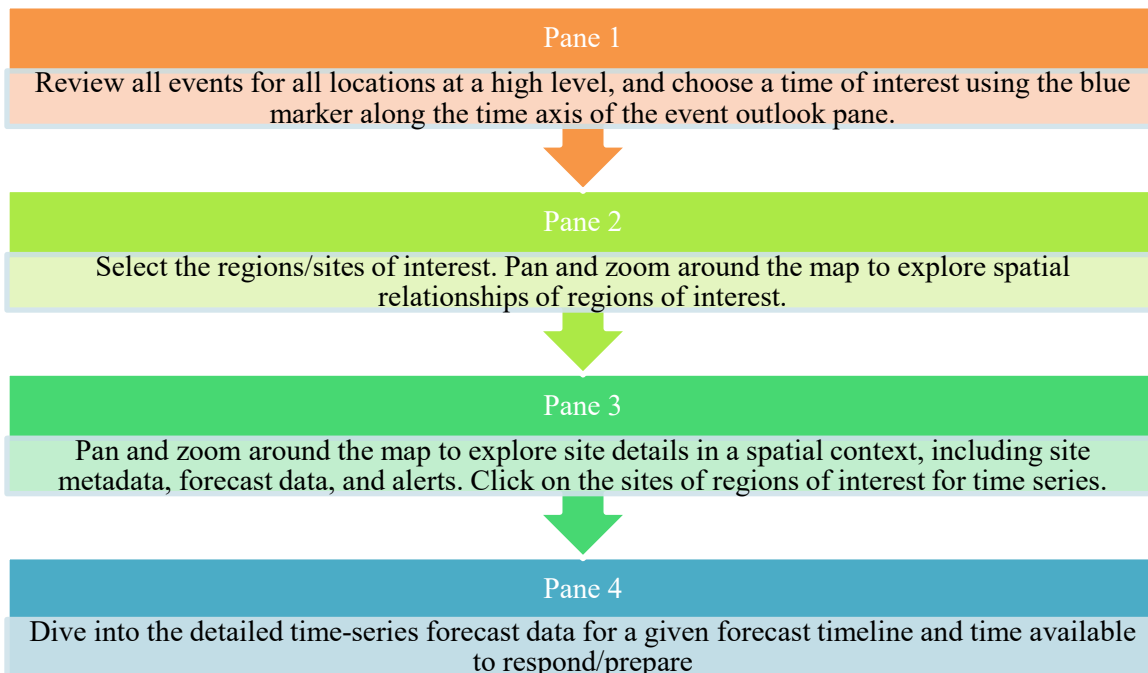 Pane 1
Review all events for all locations at a high level, and choose a time of interest using the blue
marker along the time axis of the event outlook pane.
Pane 2
Select the regions/sites of interest. Pan and zoom around the map to explore spatial
relationships of regions of interest.
Pane 3
Pan and zoom around the map to explore site details in a spatial context, including site
metadata, forecast data, and alerts. Click on the sites of regions of interest for time series.
Pane 4
Dive into the detailed time-series forecast data for a given forecast timeline and time available
to respond/prepare